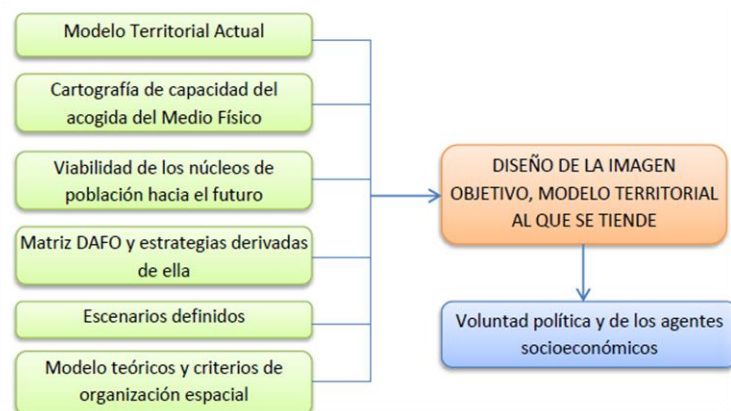 Modelo Territorial Actual
Cartografía de capacidad del
acogida del Medio Físico
Viabilidad de los núcleos de
población hacia el futuro
Matriz DAFO y estrategias derivadas
de ella
Escenarios definidos
Modelo teóricos y criterios de
organización espacial
DISEÑO DE LA IMAGEN
OBJETIVO, MODELO TERRITORIAL
AL QUE SE TIENDE
Voluntad política y de los agentes
socioeconómicos